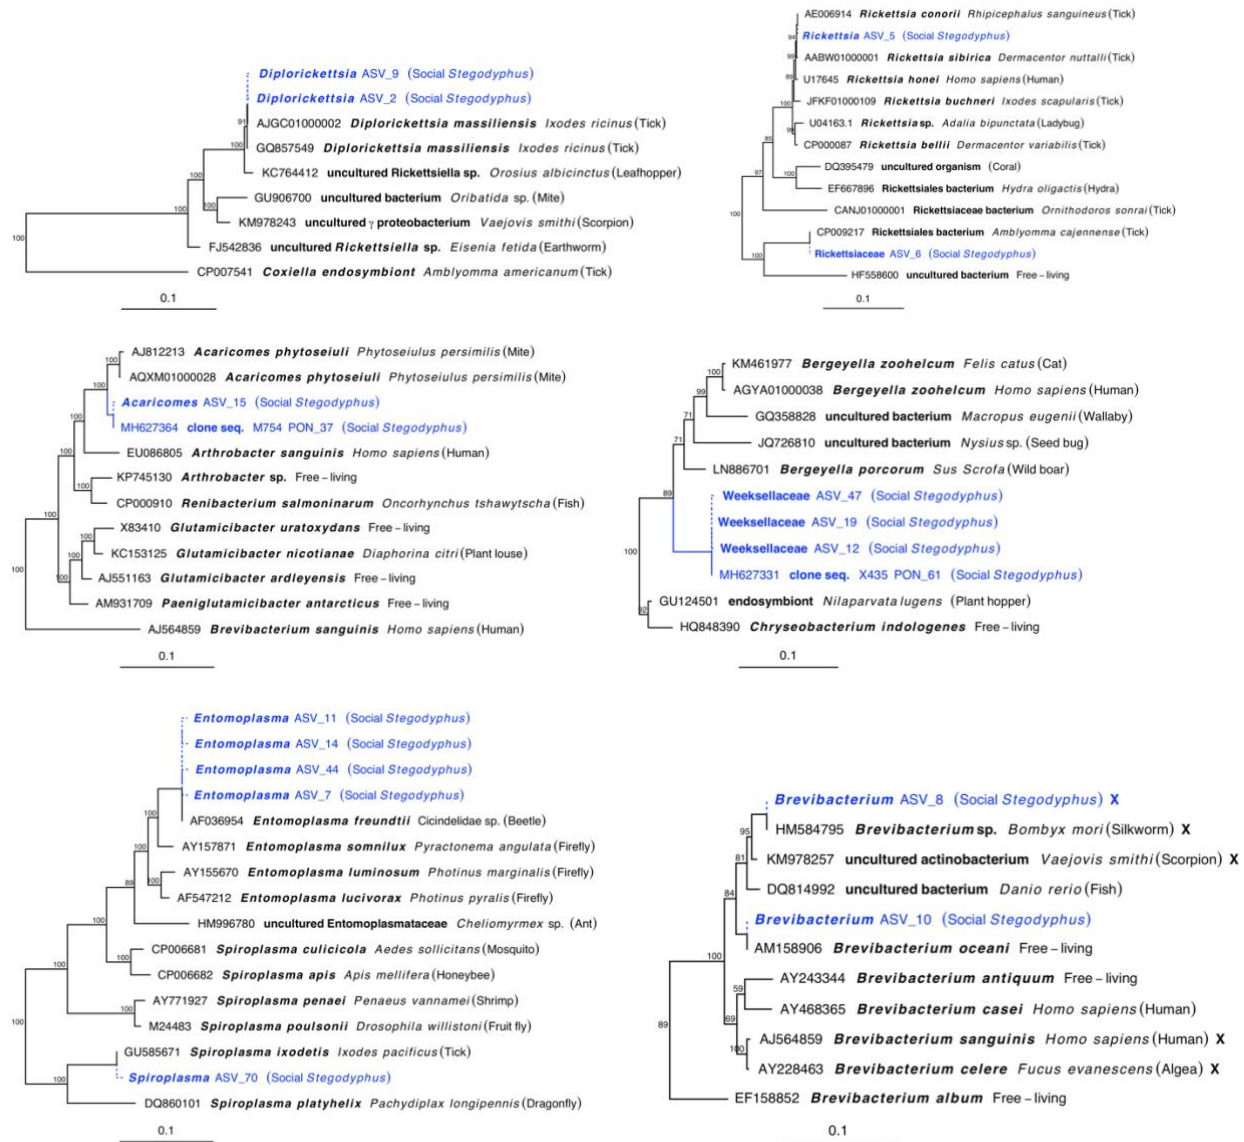 Diplorickettsia ASV_9 (Social Stegodyphus)
Diplorickettsia ASV_2 (Social Stegodyphus)
91
AJGC01000002 Diplorickettsia massiliensis Ixodes ricinus (Tick)
GQ857549 Diplorickettsia massiliensis Ixodes ricinus (Tick)
100
KC764412 uncultured Rickettsiella sp. Orosius albicinctus (Leafhopper)
100
GU906700 uncultured bacterium Oribatida sp. (Mite)
100
100
KM978243 uncultured γ proteobacterium Vaejovis smithi (Scorpion)
100
FJ542836 uncultured Rickettsiella sp. Eisenia fetida (Earthworm)
CP007541 Coxiella endosymbiont Amblyomma americanum (Tick)
0.1
AE006914 Rickettsia conorii Rhipicephalus sanguineus (Tick)
94
Rickettsia ASV_5 (Social Stegodyphus)
99
AABW01000001 Rickettsia sibirica Dermacentor nuttalli (Tick)
89
U17645 Rickettsia honei Homo sapiens (Human)
100
JFKF01000109 Rickettsia buchneri Ixodes scapularis (Tick)
U04163.1 Rickettsia sp. Adalia bipunctata (Ladybug)
85
CP000087 Rickettsia bellii Dermacentor variabilis (Tick)
DQ395479 uncultured organism (Coral)
97
100
EF667896 Rickettsiales bacterium Hydra oligactis (Hydra)
100
CANJ01000001 Rickettsiaceae bacterium Ornithodoros sonrai (Tick)
CP009217 Rickettsiales bacterium Amblyomma cajennense (Tick)
100
Rickettsiaceae ASV_6 (Social Stegodyphus)
HF558600 uncultured bacterium Free-living
0.1
AJ812213 Acaricomes phytoseiuli Phytoseiulus persimilis (Mite)
100
AQXM01000028 Acaricomes phytoseiuli Phytoseiulus persimilis (Mite)
100
Acaricomes ASV_15 (Social Stegodyphus)
100
MH627364 clone seq. M754 PON_37 (Social Stegodyphus)
EU086805 Arthrobacter sanguinis Homo sapiens (Human)
100
KP745130 Arthrobacter sp. Free-living
100
CP000910 Renibacterium salmoninarum Oncorhynchus tshawytscha (Fish)
100
X83410 Glutamicibacter uratoxydans Free-living
100
KC153125 Glutamicibacter nicotianae Diaphorina citri (Plant louse)
100
100
AJ551163 Glutamicibacter ardleyensis Free-living
AM931709 Paeniglutamicibacter antarcticus Free-living
AJ564859 Brevibacterium sanguinis Homo sapiens (Human)
0.1
KM461977 Bergeyella zoohelcum Felis catus (Cat)
100
AGYA01000038 Bergeyella zoohelcum Homo sapiens (Human)
99
GQ358828 uncultured bacterium Macropus eugenii (Wallaby)
71
JQ726810 uncultured bacterium Nysius sp. (Seed bug)
71
LN886701 Bergeyella porcorum Sus Scrofa (Wild boar)
89
Weeksellaceae ASV_47 (Social Stegodyphus)
Weeksellaceae ASV_19 (Social Stegodyphus)
100
Weeksellaceae ASV_12 (Social Stegodyphus)
MH627331 clone seq. X435 PON_61 (Social Stegodyphus)
GU124501 endosymbiont Nilaparvata lugens (Plant hopper)
92
HQ848390 Chryseobacterium indologenes Free-living
0.1
Entomoplasma ASV_11 (Social Stegodyphus)
Entomoplasma ASV_14 (Social Stegodyphus)
Entomoplasma ASV_44 (Social Stegodyphus)
Entomoplasma ASV_7 (Social Stegodyphus)
100
AF036954 Entomoplasma freundtii Cicindelidae sp. (Beetle)
100
AY157871 Entomoplasma somnilux Pyractonema angulata (Firefly)
100
AY155670 Entomoplasma luminosum Photinus marginalis (Firefly)
100
89
AF547212 Entomoplasma lucivorax Photinus pyralis (Firefly)
100
HM996780 uncultured Entomoplasmataceae Cheliomyrmex sp. (Ant)
CP006681 Spiroplasma culicicola Aedes sollicitans (Mosquito)
100
100
CP006682 Spiroplasma apis Apis mellifera (Honeybee)
AY771927 Spiroplasma penaei Penaeus vannamei (Shrimp)
100
100
M24483 Spiroplasma poulsonii Drosophila willistoni (Fruit fly)
GU585671 Spiroplasma ixodetis Ixodes pacificus (Tick)
Spiroplasma ASV_70 (Social Stegodyphus)
100
DQ860101 Spiroplasma platyhelix Pachydiplax longipennis (Dragonfly)
0.1
Brevibacterium ASV_8 (Social Stegodyphus) X
95
HM584795 Brevibacterium sp. Bombyx mori (Silkworm) X
81
KM978257 uncultured actinobacterium Vaejovis smithi (Scorpion) X
84
DQ814992 uncultured bacterium Danio rerio (Fish)
Brevibacterium ASV_10 (Social Stegodyphus)
AM158906 Brevibacterium oceani Free-living
100
AY243344 Brevibacterium antiquum Free-living
59
AY468365 Brevibacterium casei Homo sapiens (Human)
69
89
AJ564859 Brevibacterium sanguinis Homo sapiens (Human) X
100
AY228463 Brevibacterium celere Fucus evanescens (Algea) X
EF158852 Brevibacterium album Free-living
0.1